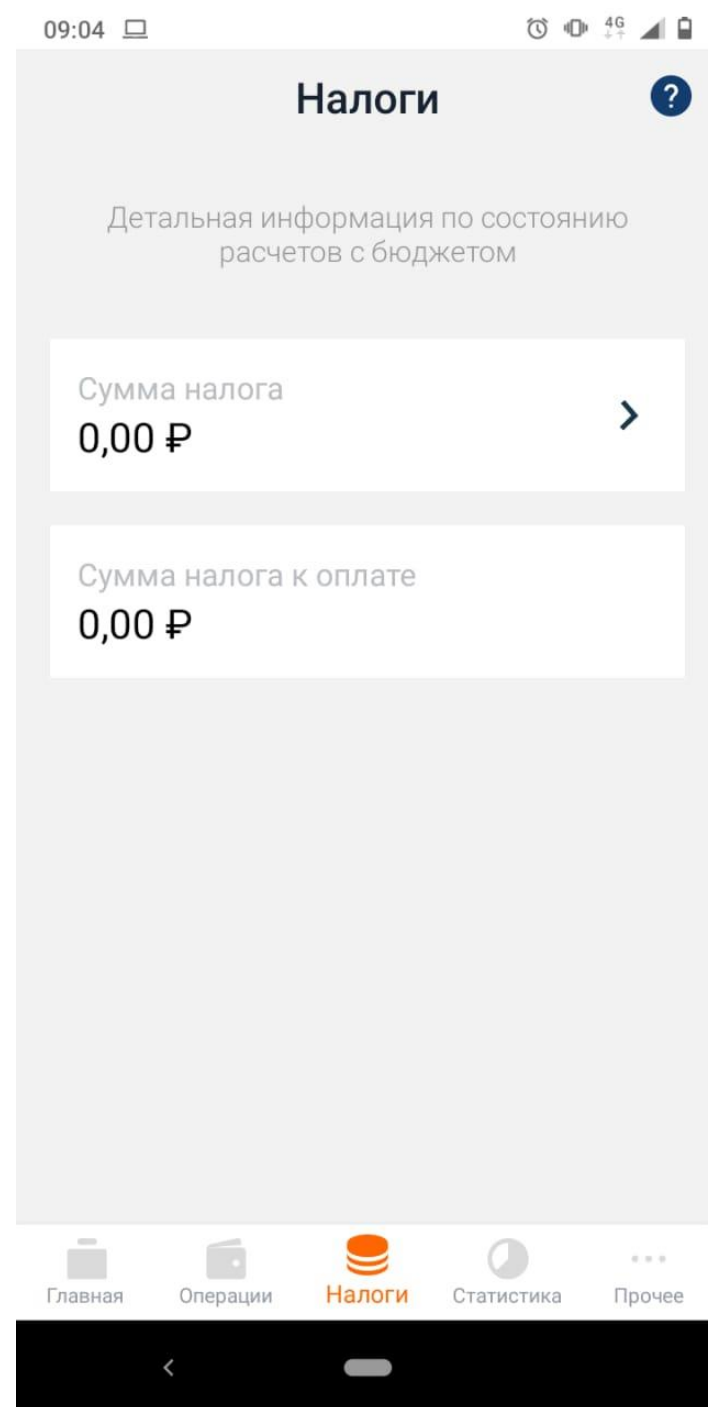 09:04
4G
Налоги
?
Детальная информация по состоянию
расчетов с бюджетом
Сумма налога
0,00 ₽
Сумма налога к оплате
0,00 ₽
Главная Операции Налоги Статистика Прочее